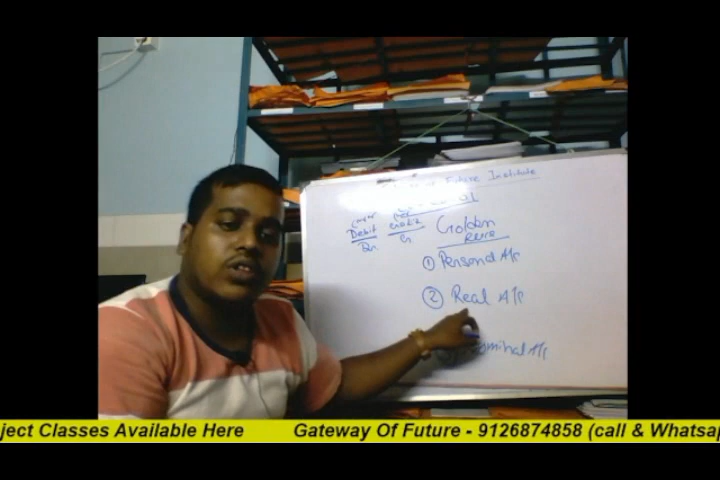 Future Institute
Debit
Dr.
Credit
Cr.
Golden
Rule
① Personal A/c
② Real A/c
Nominal A/c
ject Classes Available Here Gateway Of Future - 9126874858 (call & Whatsap